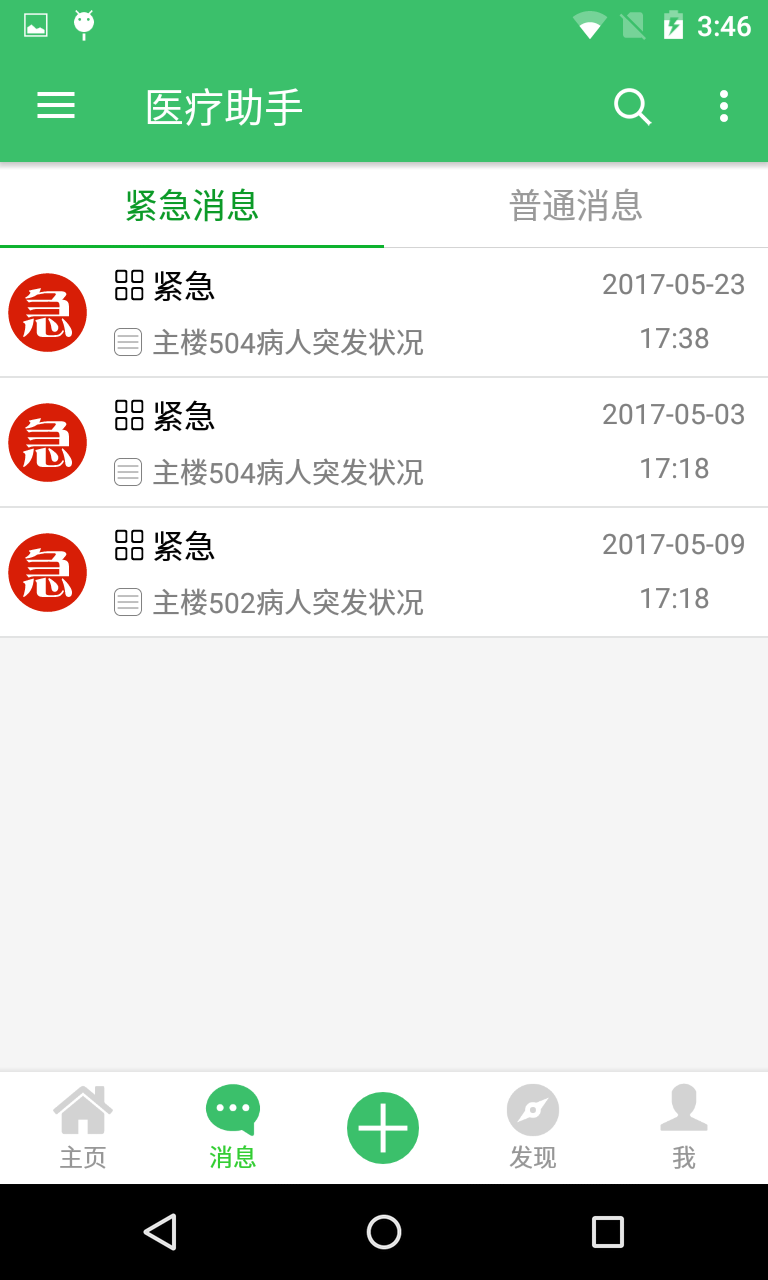 3:46
医疗助手
紧急消息 普通消息
急
紧急 2017-05-23
主楼504病人突发状况 17:38
急
紧急 2017-05-03
主楼504病人突发状况 17:18
急
紧急 2017-05-09
主楼502病人突发状况 17:18
主页 消息 发现 我